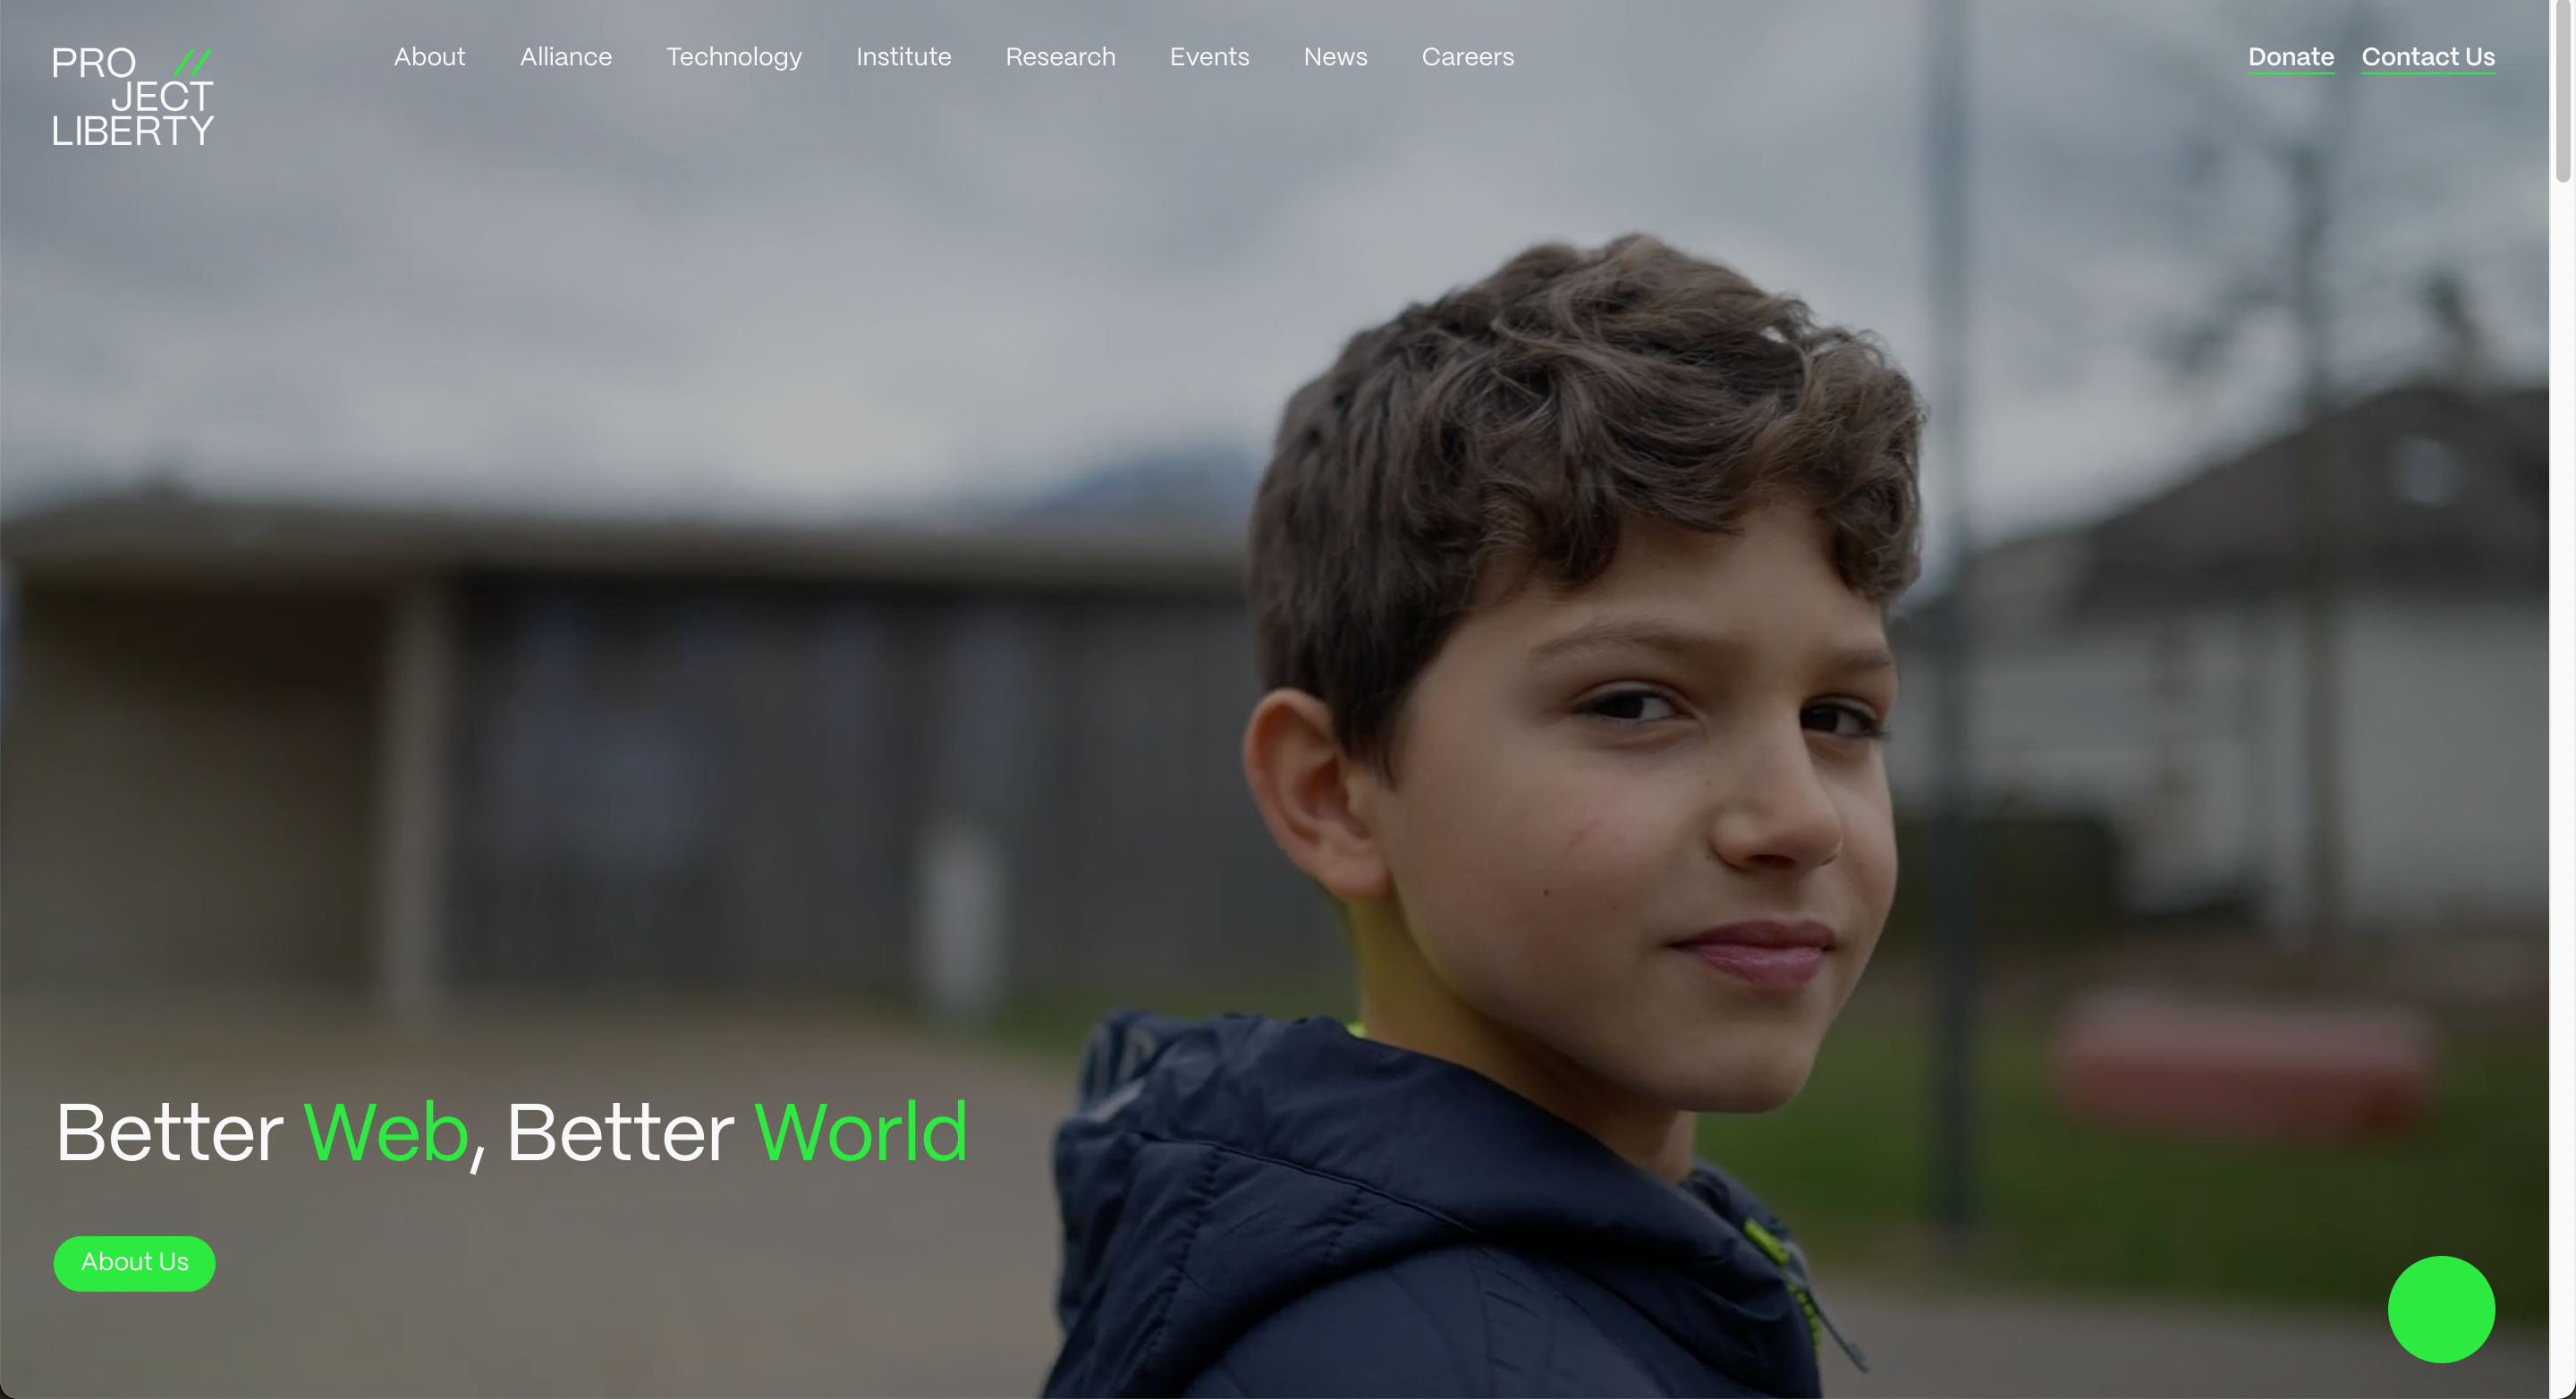 PRO //
JECT
LIBERTY
About Alliance Technology Institute Research Events News Careers
Donate Contact Us
Better Web, Better World
About Us